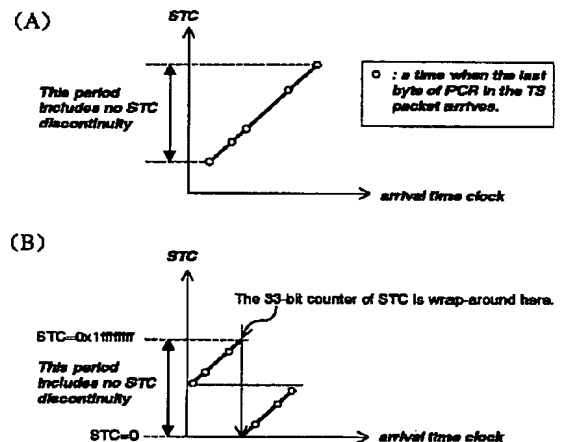 (A)
STC
This period
includes no STC
discontinuity
o : a time when the last
byte of PCR in the TS
packet arrives.
arrival time clock
(B)
STC
The 33-bit counter of STC is wrap-around here.
STC=0x1ffffffff
This period
includes no STC
discontinuity
STC=0
arrival time clock